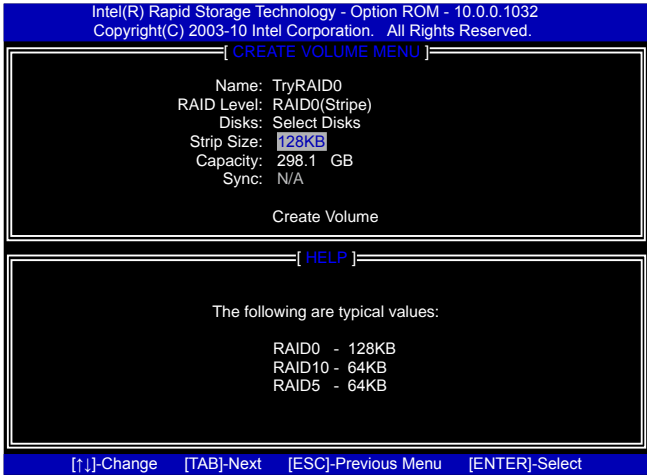 Intel(R) Rapid Storage Technology - Option ROM - 10.0.0.1032
Copyright(C) 2003-10 Intel Corporation. All Rights Reserved.
[ CREATE VOLUME MENU ]
Name: TryRAID0
RAID Level: RAID0(Stripe)
Disks: Select Disks
Strip Size: 128KB
Capacity: 298.1 GB
Sync: N/A
Create Volume
[ HELP ]
The following are typical values:
RAID0 - 128KB
RAID10 - 64KB
RAID5 - 64KB
[↑↓]-Change [TAB]-Next [ESC]-Previous Menu [ENTER]-Select